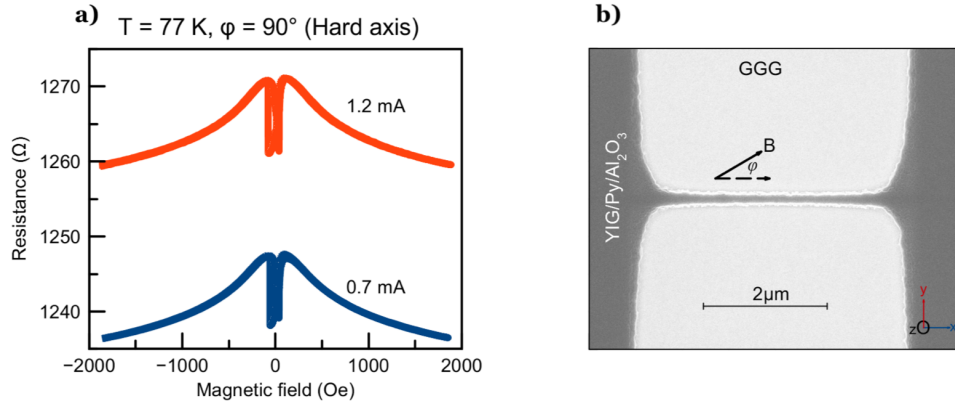 a)
T = 77 K, φ = 90° (Hard axis)
Resistance (Ω)
1270
1260
1250
1240
1.2 mA
0.7 mA
−2000 −1000 0 1000 2000
Magnetic field (Oe)
b)
GGG
YIG/Py/Al₂O₃
B
φ
2μm
y
z
x